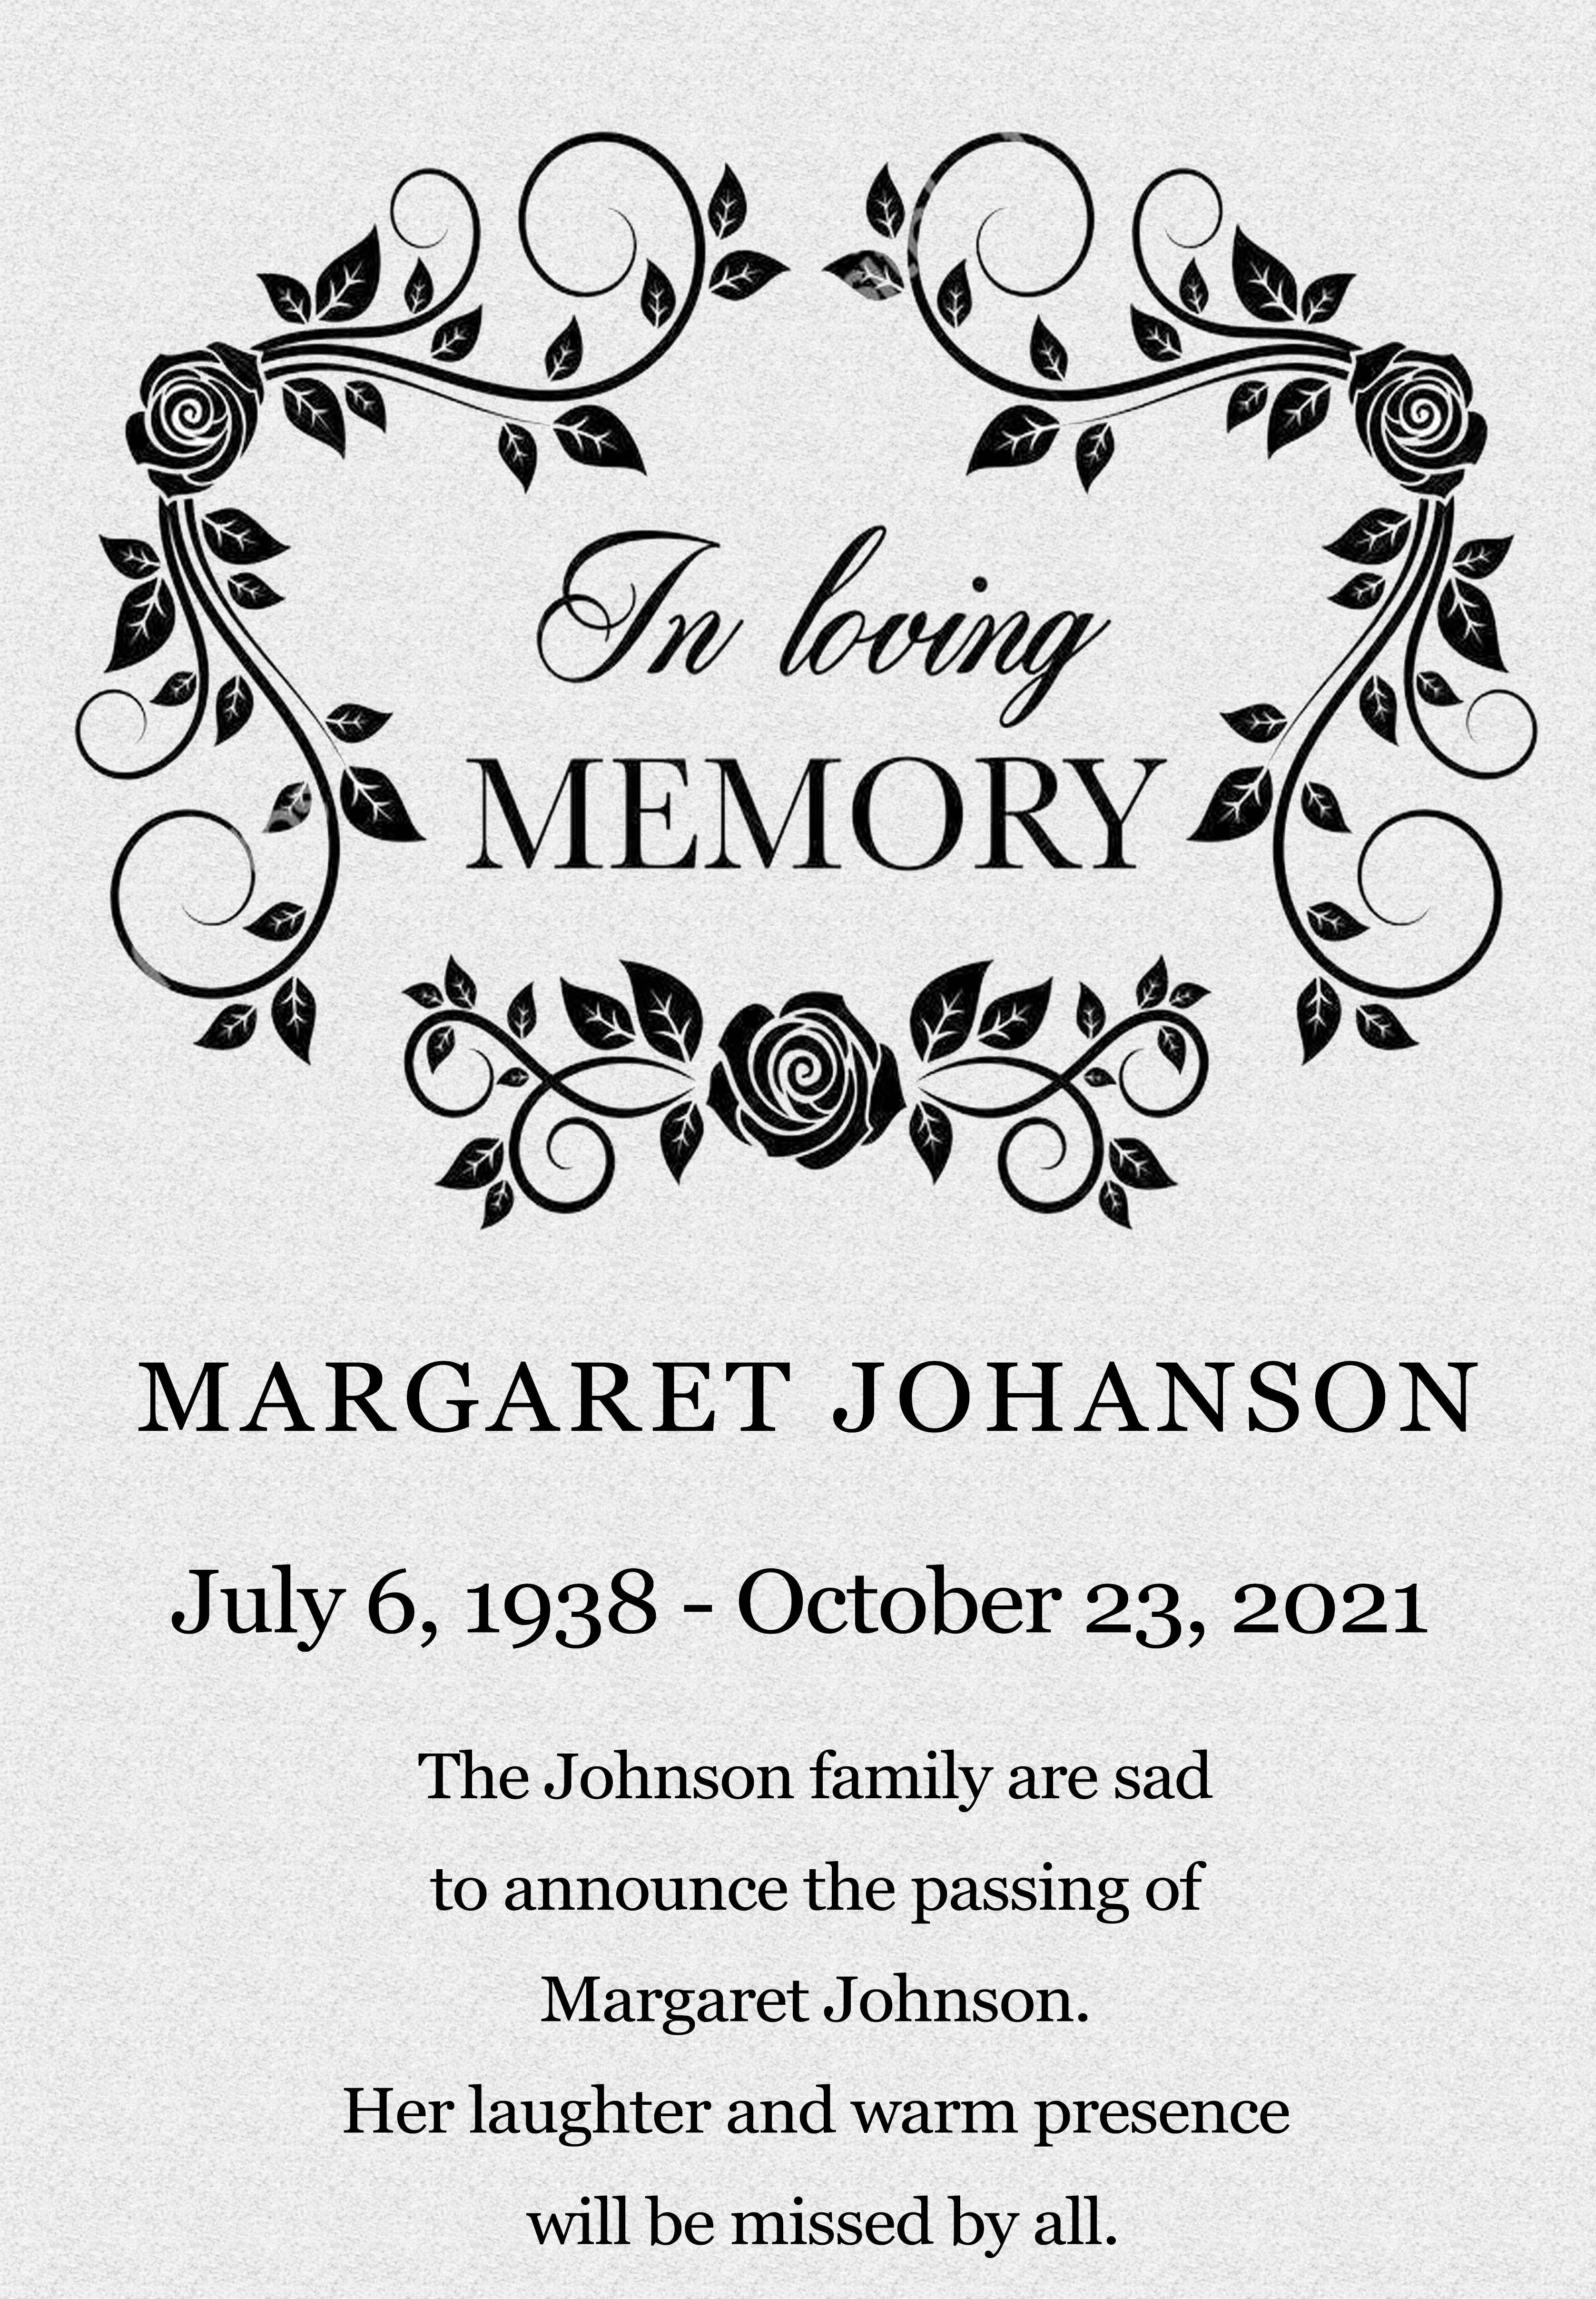 In loving
MEMORY
MARGARET JOHANSON
July 6, 1938 - October 23, 2021
The Johnson family are sad
to announce the passing of
Margaret Johnson.
Her laughter and warm presence
will be missed by all.